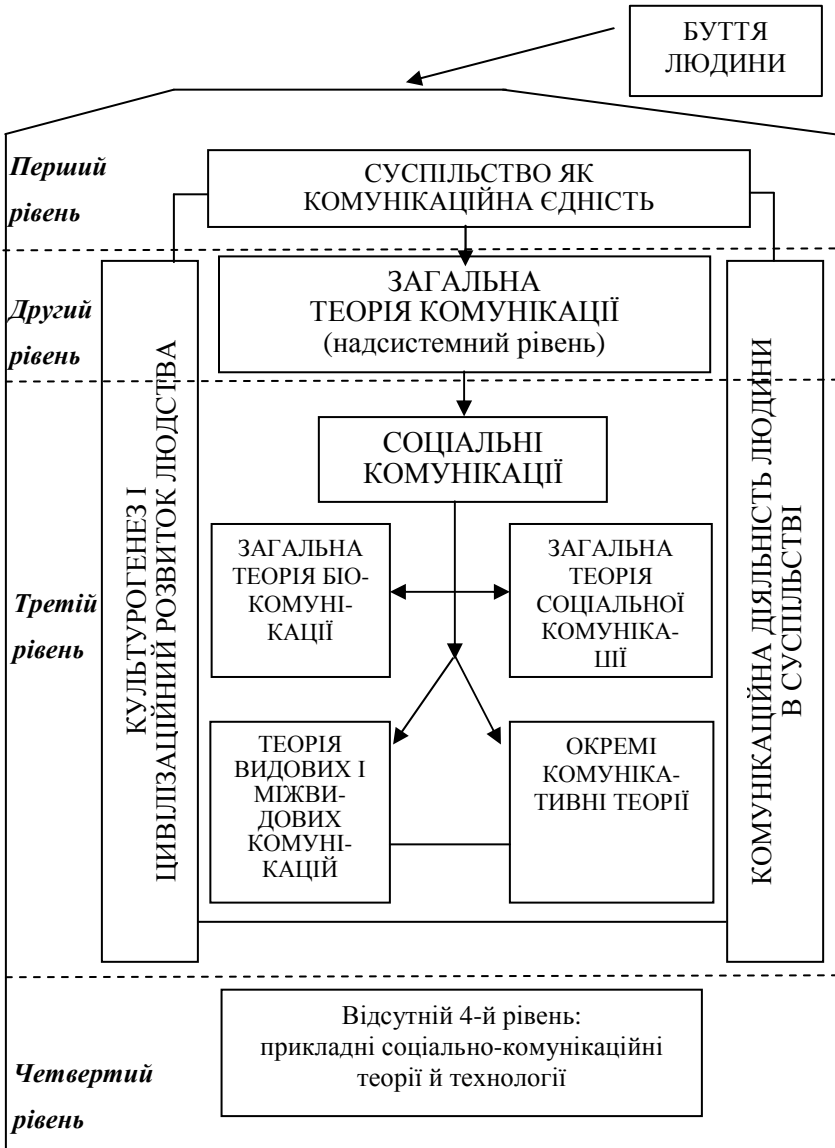 БУТТЯ
ЛЮДИНИ
Перший
рівень
СУСПІЛЬСТВО ЯК
КОМУНІКАЦІЙНА ЄДНІСТЬ
Другий
рівень
ЗАГАЛЬНА
ТЕОРІЯ КОМУНІКАЦІЇ
(надсистемний рівень)
КУЛЬТУРОГЕНЕЗ І
ЦИВІЛІЗАЦІЙНИЙ РОЗВИТОК ЛЮДСТВА
КОМУНІКАЦІЙНА ДІЯЛЬНІСТЬ ЛЮДИНИ
В СУСПІЛЬСТВІ
Третій
рівень
СОЦІАЛЬНІ
КОМУНІКАЦІЇ
ЗАГАЛЬНА
ТЕОРІЯ БІО-
КОМУНІ-
КАЦІЇ
ЗАГАЛЬНА
ТЕОРІЯ
СОЦІАЛЬНОЇ
КОМУНІКА-
ЦІЇ
ТЕОРІЯ
ВИДОВИХ І
МІЖВИ-
ДОВИХ
КОМУНІ-
КАЦІЙ
ОКРЕМІ
КОМУНІКА-
ТИВНІ ТЕОРІЇ
Четвертий
рівень
Відсутній 4-й рівень:
прикладні соціально-комунікаційні
теорії й технології